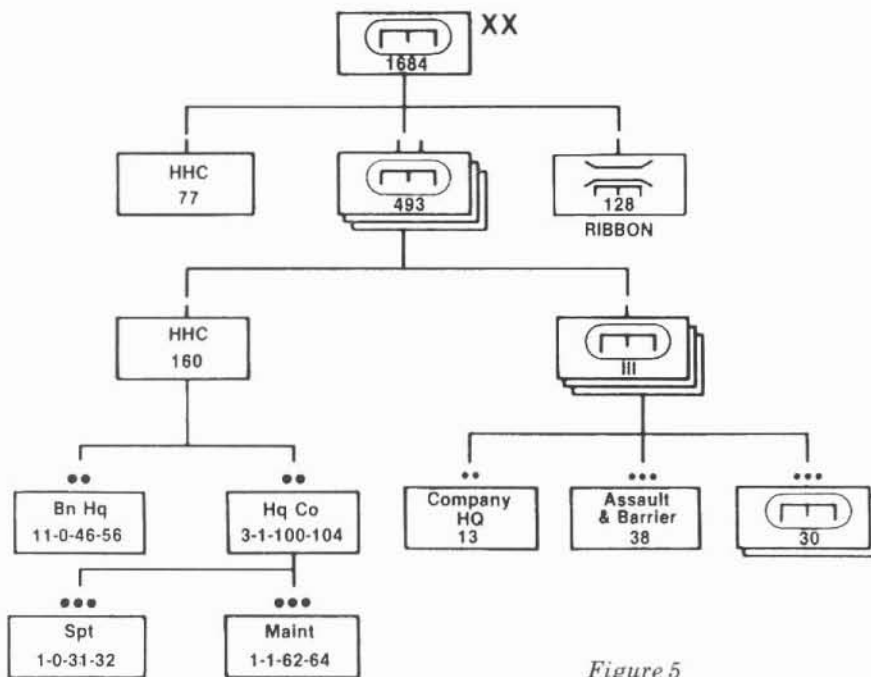 XX
1684
HHC
77
493
128
RIBBON
HHC
160
III
Bn Hq
11-0-46-56
Hq Co
3-1-100-104
Company
HQ
13
Assault
& Barrier
38
30
Spt
1-0-31-32
Maint
1-1-62-64
Figure 5